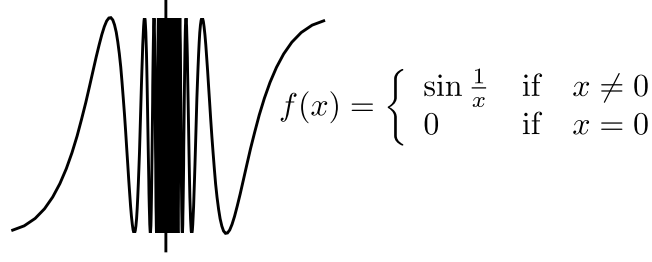 f(x) = { sin 1/x if x ≠ 0
0 if x = 0